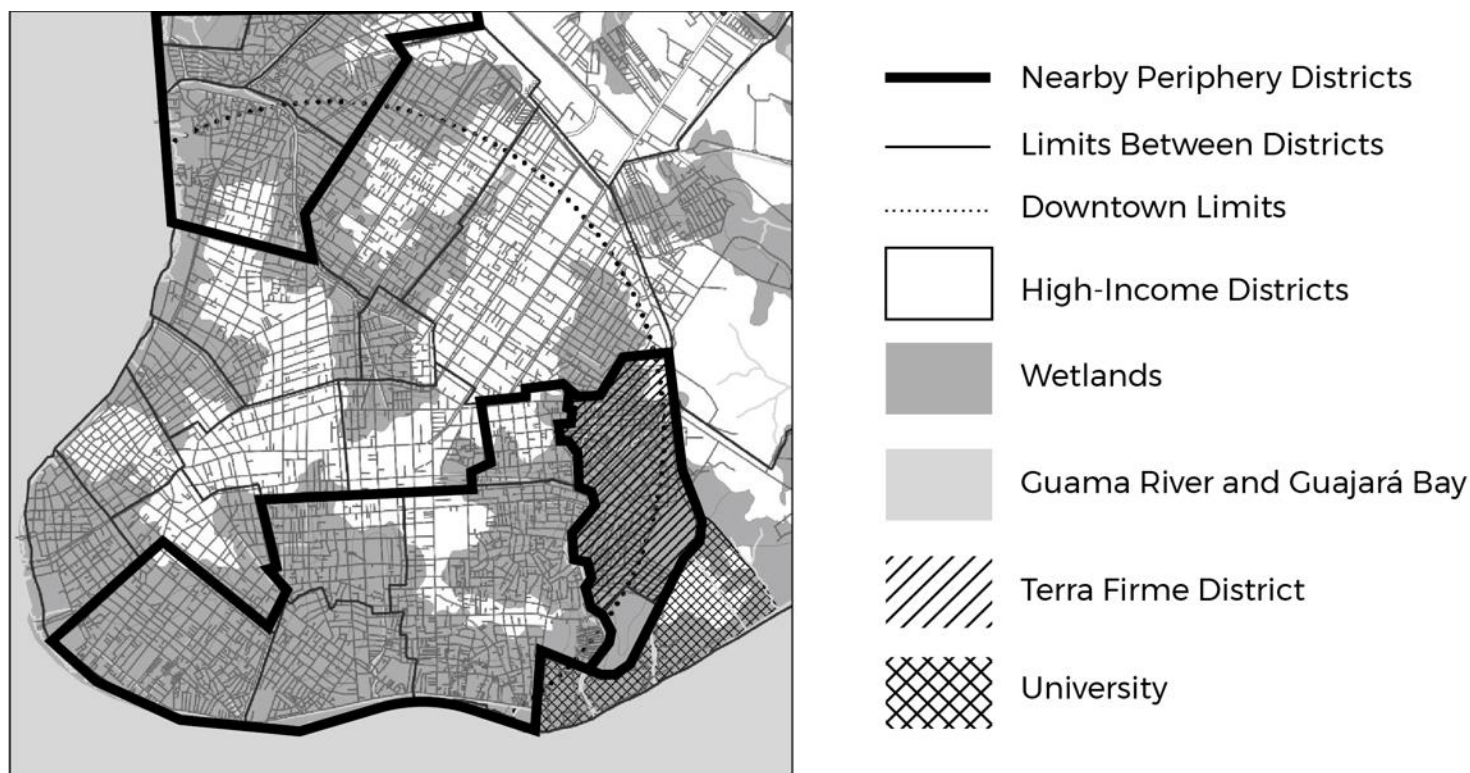 Nearby Periphery Districts
Limits Between Districts
Downtown Limits
High-Income Districts
Wetlands
Guama River and Guajará Bay
Terra Firme District
University